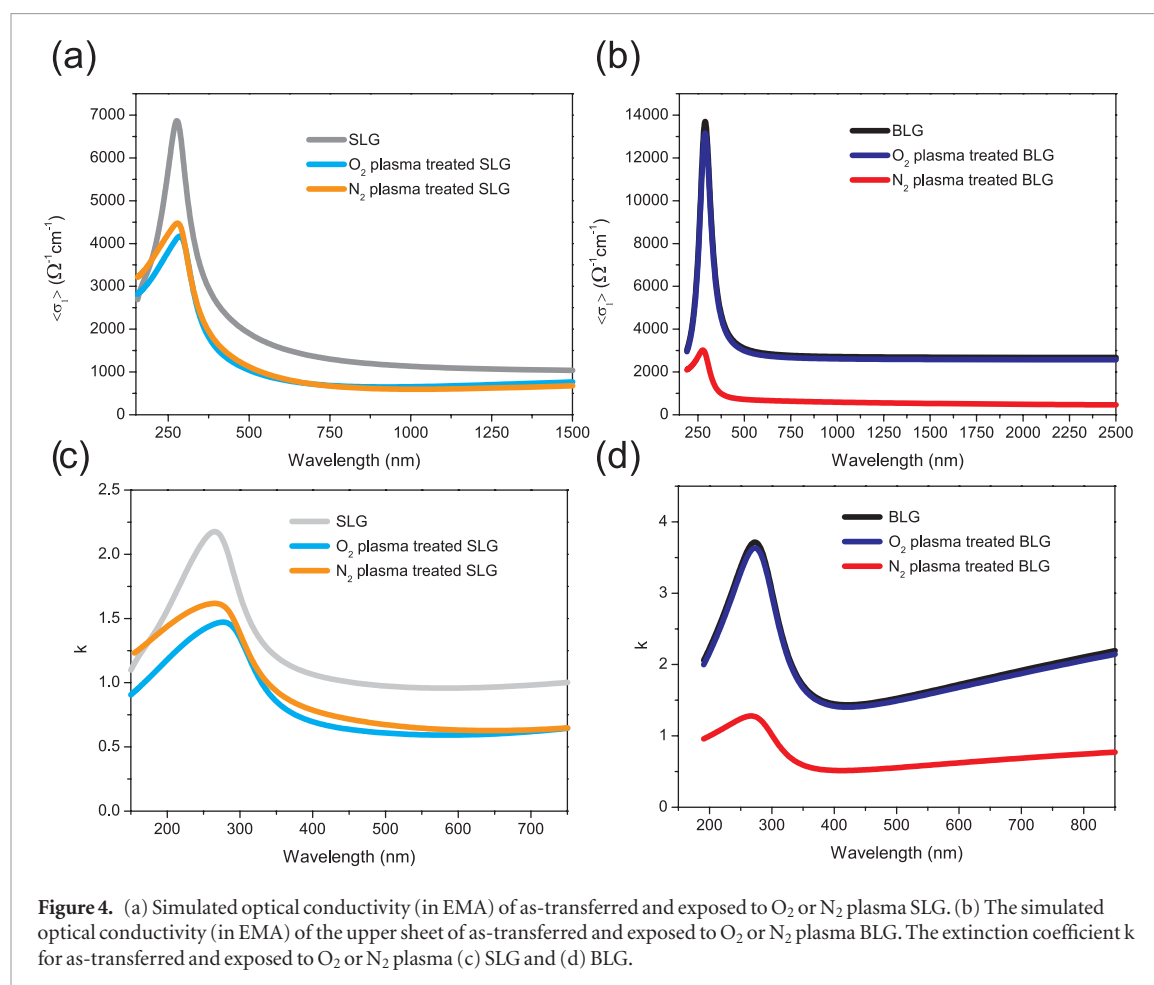 (a)
7000
6000
5000
4000
3000
2000
1000
0
<σ₁> (Ω⁻¹cm⁻¹)
SLG
O₂ plasma treated SLG
N₂ plasma treated SLG
250 500 750 1000 1250 1500
Wavelength (nm)
(b)
14000
12000
10000
8000
6000
4000
2000
0
<σ₁> (Ω⁻¹cm⁻¹)
BLG
O₂ plasma treated BLG
N₂ plasma treated BLG
250 500 750 1000 1250 1500 1750 2000 2250 2500
Wavelength (nm)
(c)
2.5
2.0
1.5
1.0
0.5
0.0
k
SLG
O₂ plasma treated SLG
N₂ plasma treated SLG
200 300 400 500 600 700
Wavelength (nm)
(d)
4
3
2
1
0
k
BLG
O₂ plasma treated BLG
N₂ plasma treated BLG
200 300 400 500 600 700 800
Wavelength (nm)
Figure 4. (a) Simulated optical conductivity (in EMA) of as-transferred and exposed to O₂ or N₂ plasma SLG. (b) The simulated
optical conductivity (in EMA) of the upper sheet of as-transferred and exposed to O₂ or N₂ plasma BLG. The extinction coefficient k
for as-transferred and exposed to O₂ or N₂ plasma (c) SLG and (d) BLG.